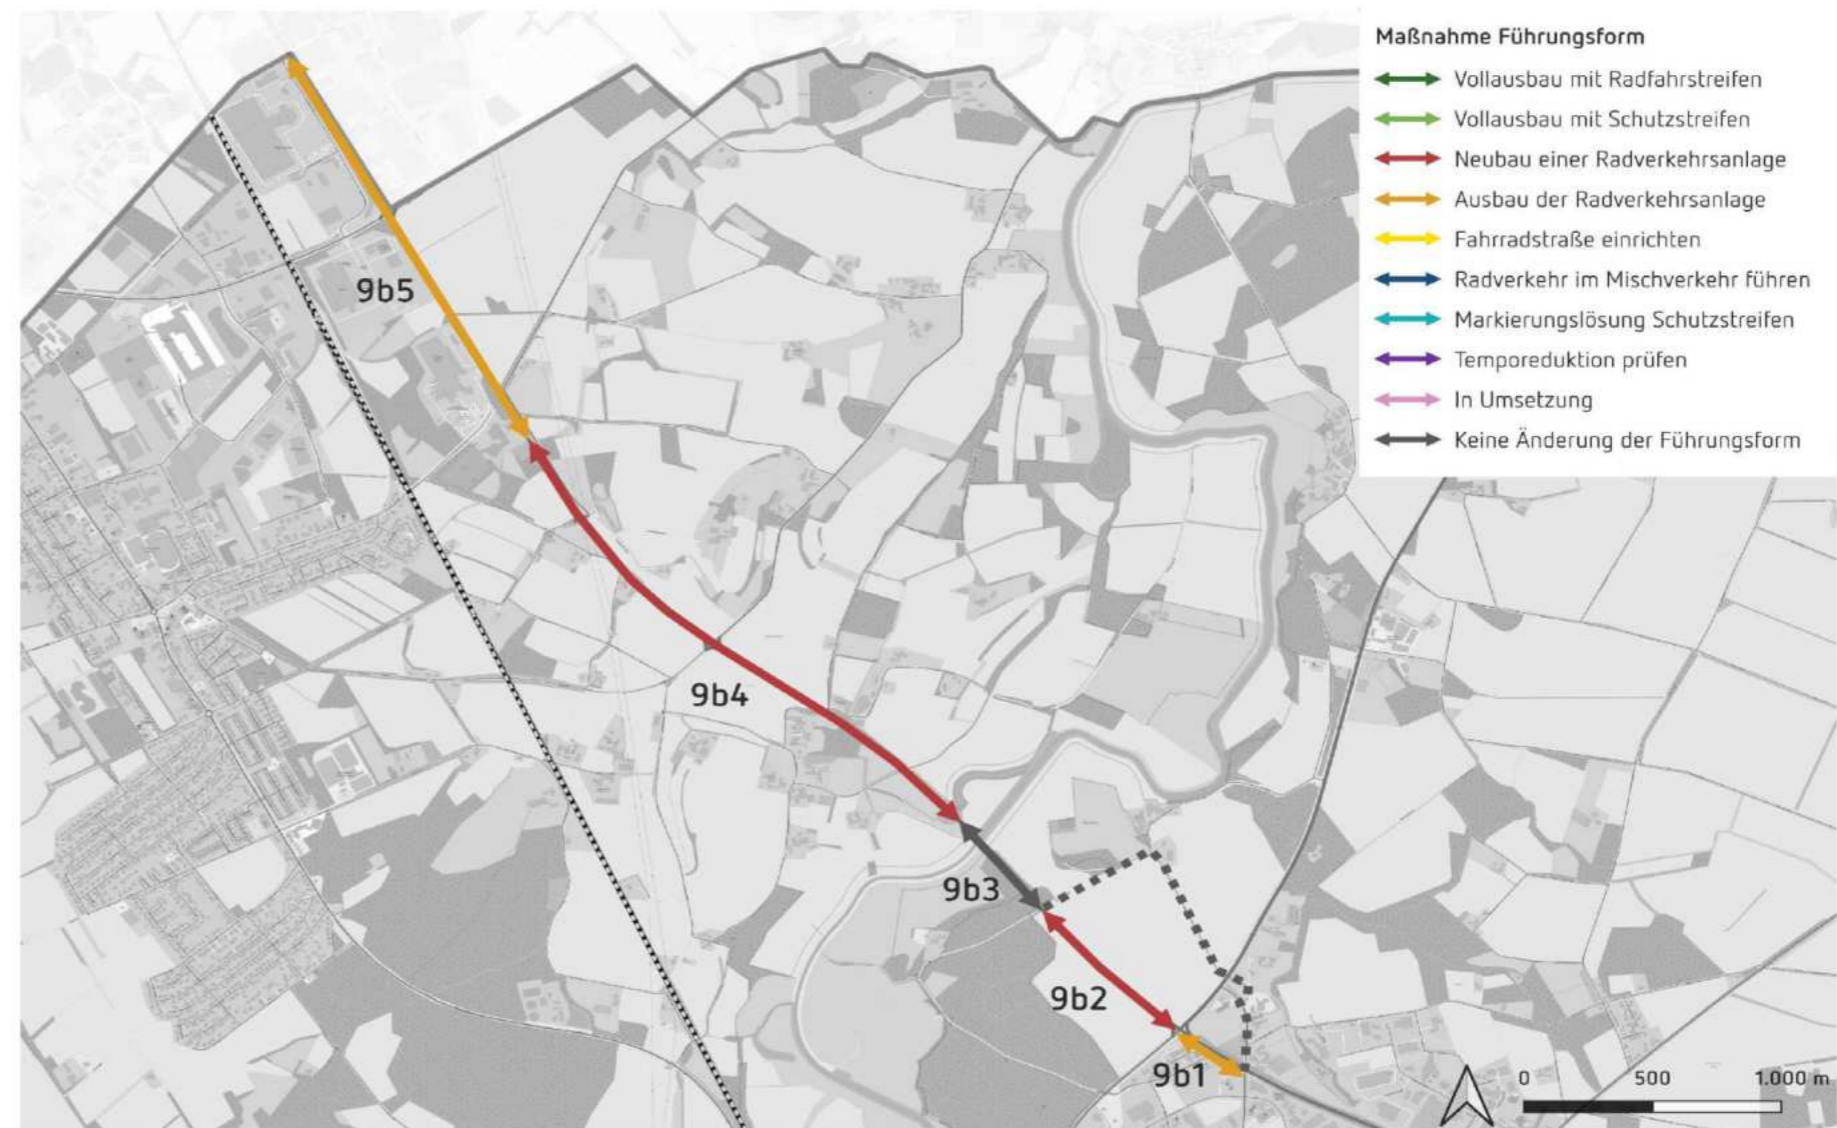 Maßnahme Führungsform
Vollausbau mit Radfahrstreifen
Vollausbau mit Schutzstreifen
Neubau einer Radverkehrsanlage
Ausbau der Radverkehrsanlage
Fahrradstraße einrichten
Radverkehr im Mischverkehr führen
Markierungslösung Schutzstreifen
Temporeduktion prüfen
In Umsetzung
Keine Änderung der Führungsform
9b5
9b4
9b3
9b2
9b1
0 500 1.000 m